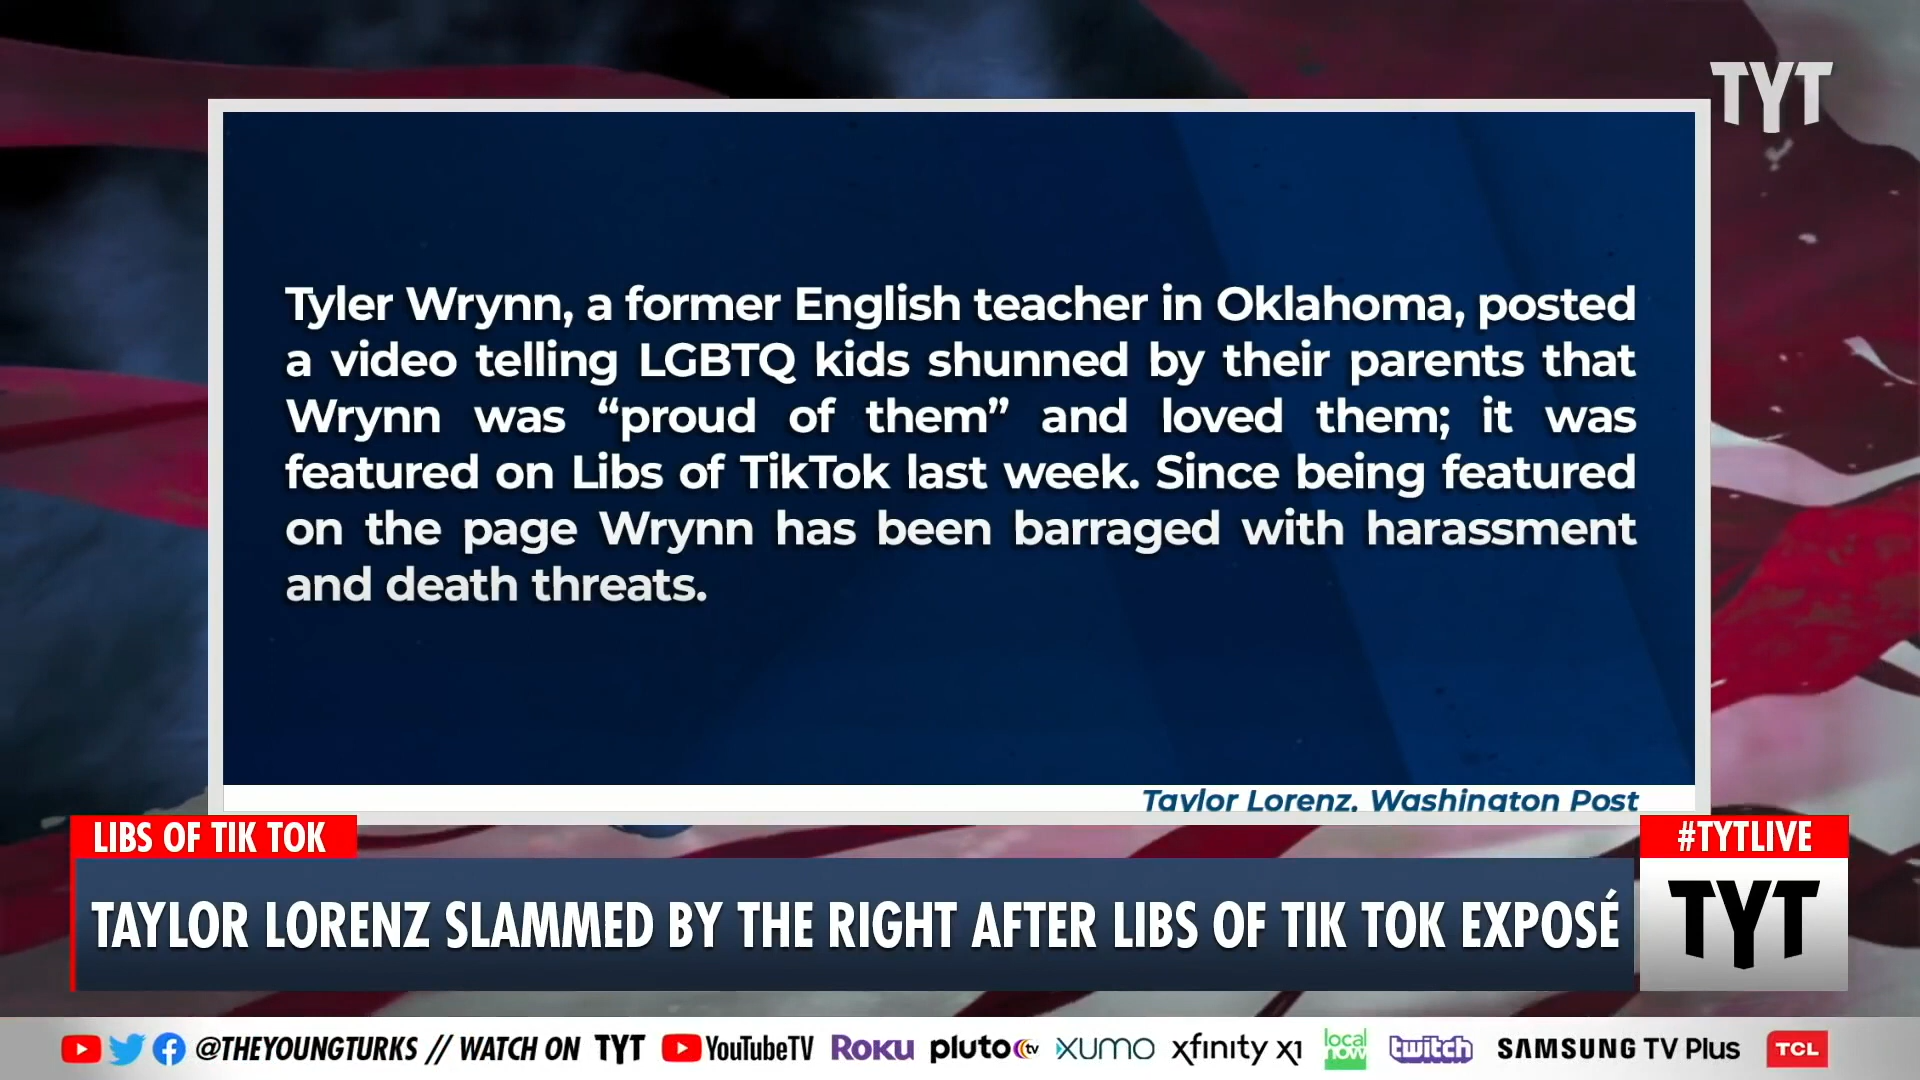 TYT
Tyler Wrynn, a former English teacher in Oklahoma, posted
a video telling LGBTQ kids shunned by their parents that
Wrynn was “proud of them” and loved them; it was
featured on Libs of TikTok last week. Since being featured
on the page Wrynn has been barraged with harassment
and death threats.
Taylor Lorenz, Washington Post
LIBS OF TIK TOK
#TYTLIVE
TAYLOR LORENZ SLAMMED BY THE RIGHT AFTER LIBS OF TIK TOK EXPOSÉ
TYT
@THEYOUNGTURKS // WATCH ON TYT YouTubeTV ROKU pluto tv XUMO xfinity x1 local now twitch SAMSUNG TV Plus TCL